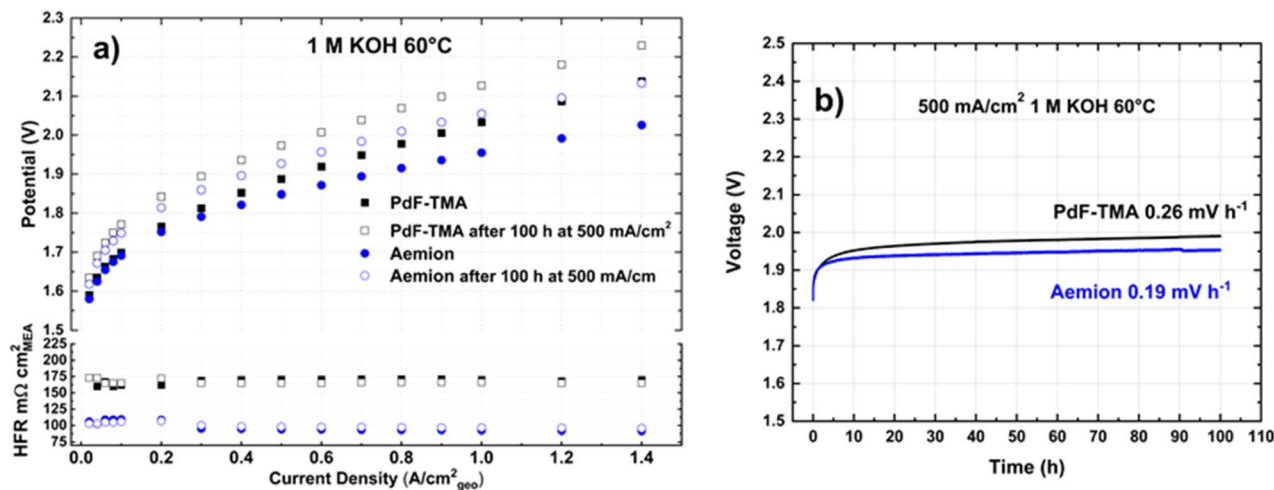 a)
1 M KOH 60°C
Potential (V)
2.3
2.2
2.1
2.0
1.9
1.8
1.7
1.6
1.5
PdF-TMA
PdF-TMA after 100 h at 500 mA/cm²
Aemion
Aemion after 100 h at 500 mA/cm
HFR mΩ cm²MEA
225
200
175
150
125
100
75
0.0 0.2 0.4 0.6 0.8 1.0 1.2 1.4
Current Density (A/cm²geo)
b)
500 mA/cm² 1 M KOH 60°C
Voltage (V)
2.5
2.4
2.3
2.2
2.1
2.0
1.9
1.8
1.7
1.6
1.5
PdF-TMA 0.26 mV h⁻¹
Aemion 0.19 mV h⁻¹
0 10 20 30 40 50 60 70 80 90 100 110
Time (h)